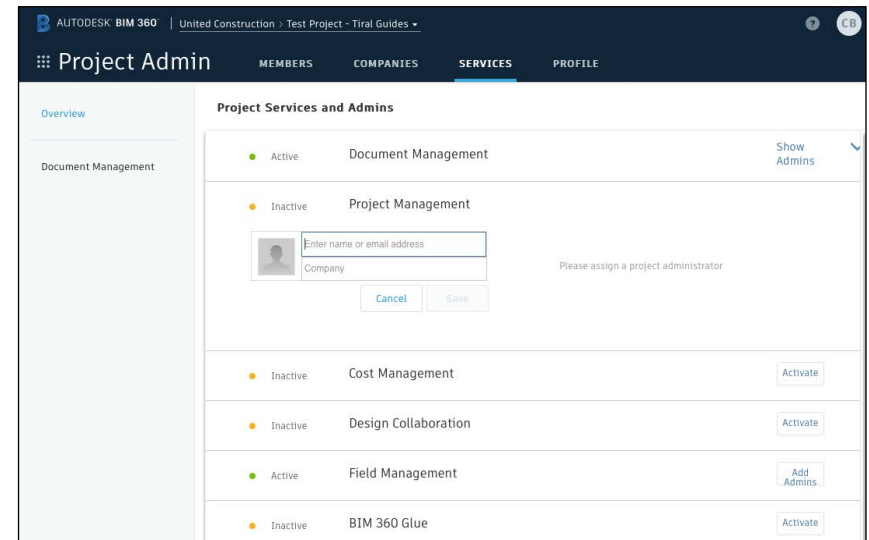 AUTODESK® BIM 360™ | United Construction > Test Project - Tiral Guides
? CB
Project Admin MEMBERS COMPANIES SERVICES PROFILE
Overview
Document Management
Project Services and Admins
Active Document Management Show Admins
Inactive Project Management
Enter name or email address
Company
Please assign a project administrator
Cancel Save
Inactive Cost Management Activate
Inactive Design Collaboration Activate
Active Field Management Add Admins
Inactive BIM 360 Glue Activate